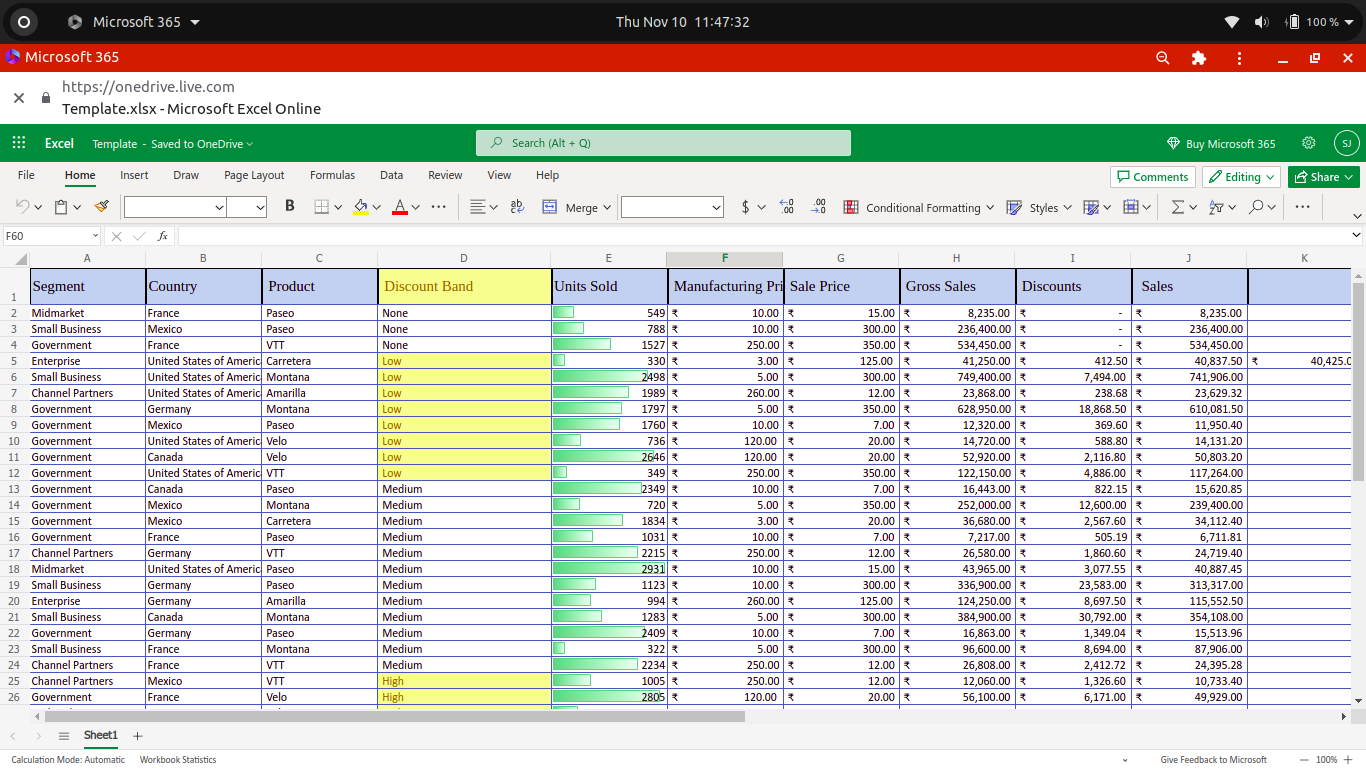 Microsoft 365 Thu Nov 10 11:47:32 100 %
Microsoft 365
https://onedrive.live.com
Template.xlsx - Microsoft Excel Online
Excel Template - Saved to OneDrive Search (Alt + Q) Buy Microsoft 365 SJ
File Home Insert Draw Page Layout Formulas Data Review View Help Comments Editing Share
B A ab Merge $ .00 .00 Conditional Formatting Styles
F60 fx
A B C D E F G H I J K
1 Segment Country Product Discount Band Units Sold Manufacturing Pri Sale Price Gross Sales Discounts Sales
2 Midmarket France Paseo None 549 ₹ 10.00 ₹ 15.00 ₹ 8,235.00 ₹ - ₹ 8,235.00
3 Small Business Mexico Paseo None 788 ₹ 10.00 ₹ 300.00 ₹ 236,400.00 ₹ - ₹ 236,400.00
4 Government France VTT None 1527 ₹ 250.00 ₹ 350.00 ₹ 534,450.00 ₹ - ₹ 534,450.00
5 Enterprise United States of Americ Carretera Low 330 ₹ 3.00 ₹ 125.00 ₹ 41,250.00 ₹ 412.50 ₹ 40,837.50 ₹ 40,425.0
6 Small Business United States of Americ Montana Low 2498 ₹ 5.00 ₹ 300.00 ₹ 749,400.00 ₹ 7,494.00 ₹ 741,906.00
7 Channel Partners United States of Americ Amarilla Low 1989 ₹ 260.00 ₹ 12.00 ₹ 23,868.00 ₹ 238.68 ₹ 23,629.32
8 Government Germany Montana Low 1797 ₹ 5.00 ₹ 350.00 ₹ 628,950.00 ₹ 18,868.50 ₹ 610,081.50
9 Government Mexico Paseo Low 1760 ₹ 10.00 ₹ 7.00 ₹ 12,320.00 ₹ 369.60 ₹ 11,950.40
10 Government United States of Americ Velo Low 736 ₹ 120.00 ₹ 20.00 ₹ 14,720.00 ₹ 588.80 ₹ 14,131.20
11 Government Canada Velo Low 2646 ₹ 120.00 ₹ 20.00 ₹ 52,920.00 ₹ 2,116.80 ₹ 50,803.20
12 Government United States of Americ VTT Low 349 ₹ 250.00 ₹ 350.00 ₹ 122,150.00 ₹ 4,886.00 ₹ 117,264.00
13 Government Canada Paseo Medium 2349 ₹ 10.00 ₹ 7.00 ₹ 16,443.00 ₹ 822.15 ₹ 15,620.85
14 Government Mexico Montana Medium 720 ₹ 5.00 ₹ 350.00 ₹ 252,000.00 ₹ 12,600.00 ₹ 239,400.00
15 Government Mexico Carretera Medium 1834 ₹ 3.00 ₹ 20.00 ₹ 36,680.00 ₹ 2,567.60 ₹ 34,112.40
16 Government France Paseo Medium 1031 ₹ 10.00 ₹ 7.00 ₹ 7,217.00 ₹ 505.19 ₹ 6,711.81
17 Channel Partners Germany VTT Medium 2215 ₹ 250.00 ₹ 12.00 ₹ 26,580.00 ₹ 1,860.60 ₹ 24,719.40
18 Midmarket United States of Americ Paseo Medium 2931 ₹ 10.00 ₹ 15.00 ₹ 43,965.00 ₹ 3,077.55 ₹ 40,887.45
19 Small Business Germany Paseo Medium 1123 ₹ 10.00 ₹ 300.00 ₹ 336,900.00 ₹ 23,583.00 ₹ 313,317.00
20 Enterprise Germany Amarilla Medium 994 ₹ 260.00 ₹ 125.00 ₹ 124,250.00 ₹ 8,697.50 ₹ 115,552.50
21 Small Business Canada Montana Medium 1283 ₹ 5.00 ₹ 300.00 ₹ 384,900.00 ₹ 30,792.00 ₹ 354,108.00
22 Government Germany Paseo Medium 2409 ₹ 10.00 ₹ 7.00 ₹ 16,863.00 ₹ 1,349.04 ₹ 15,513.96
23 Small Business France Montana Medium 322 ₹ 5.00 ₹ 300.00 ₹ 96,600.00 ₹ 8,694.00 ₹ 87,906.00
24 Channel Partners France VTT Medium 2234 ₹ 250.00 ₹ 12.00 ₹ 26,808.00 ₹ 2,412.72 ₹ 24,395.28
25 Channel Partners Mexico VTT High 1005 ₹ 250.00 ₹ 12.00 ₹ 12,060.00 ₹ 1,326.60 ₹ 10,733.40
26 Government France Velo High 2805 ₹ 120.00 ₹ 20.00 ₹ 56,100.00 ₹ 6,171.00 ₹ 49,929.00
Sheet1
Calculation Mode: Automatic Workbook Statistics Give Feedback to Microsoft 100%